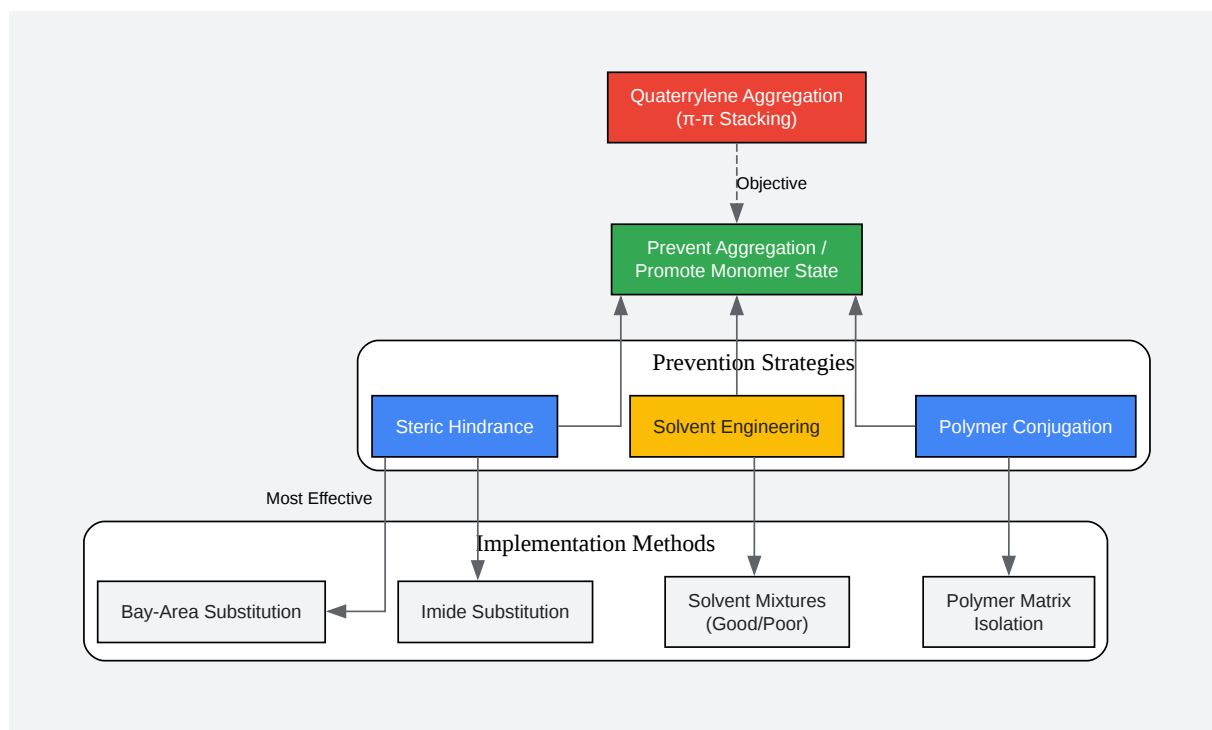 Quaterrylene Aggregation
(π-π Stacking)
Objective
Prevent Aggregation /
Promote Monomer State
Prevention Strategies
Steric Hindrance
Solvent Engineering
Polymer Conjugation
Most Effective
Implementation Methods
Bay-Area Substitution
Imide Substitution
Solvent Mixtures
(Good/Poor)
Polymer Matrix
Isolation